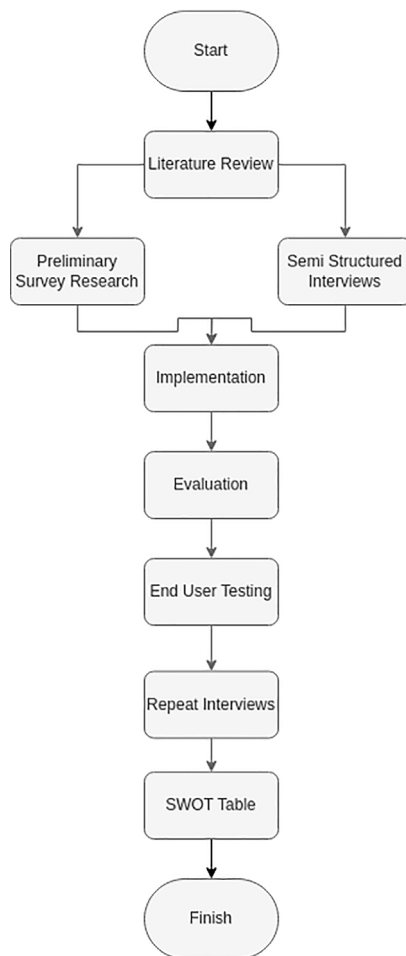 Start
Literature Review
Preliminary
Survey Research
Semi Structured
Interviews
Implementation
Evaluation
End User Testing
Repeat Interviews
SWOT Table
Finish